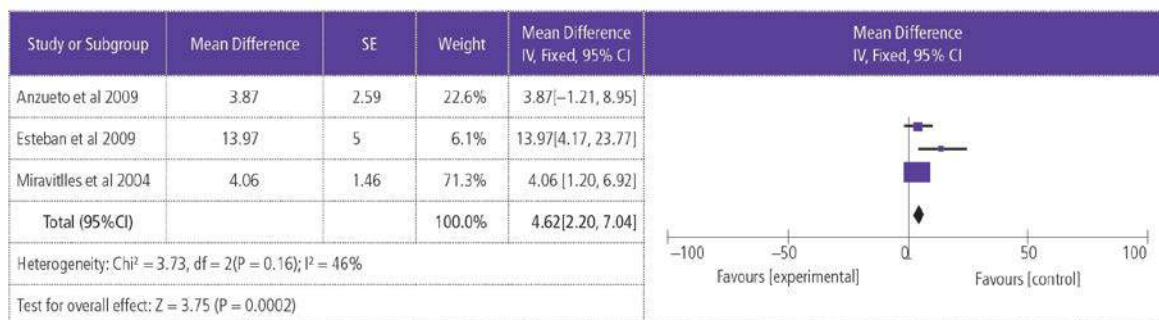 Study or Subgroup Mean Difference SE Weight Mean Difference Mean Difference
IV, Fixed, 95% CI IV, Fixed, 95% CI
Anzueto et al 2009 3.87 2.59 22.6% 3.87[−1.21, 8.95]
Esteban et al 2009 13.97 5 6.1% 13.97[4.17, 23.77]
Miravitlles et al 2004 4.06 1.46 71.3% 4.06 [1.20, 6.92]
Total (95%CI) 100.0% 4.62[2.20, 7.04]
Heterogeneity: Chi² = 3.73, df = 2(P = 0.16); I² = 46%
Test for overall effect: Z = 3.75 (P = 0.0002)
−100 −50 0 50 100
Favours [experimental] Favours [control]